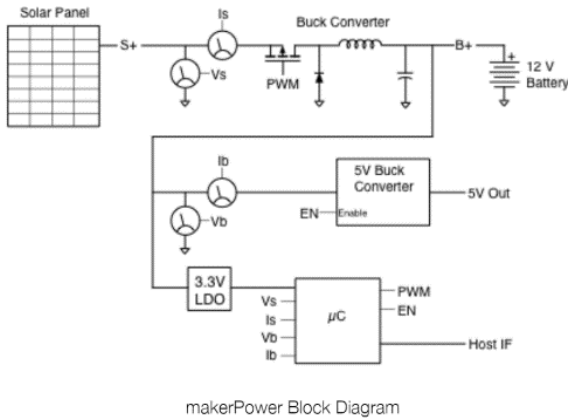 Solar Panel
Is
Buck Converter
S+
Vs
PWM
B+
+
12 V
Battery
Ib
5V Buck
Converter
5V Out
EN
Enable
Vb
3.3V
LDO
Vs
Is
Vb
Ib
µC
PWM
EN
Host IF
makerPower Block Diagram